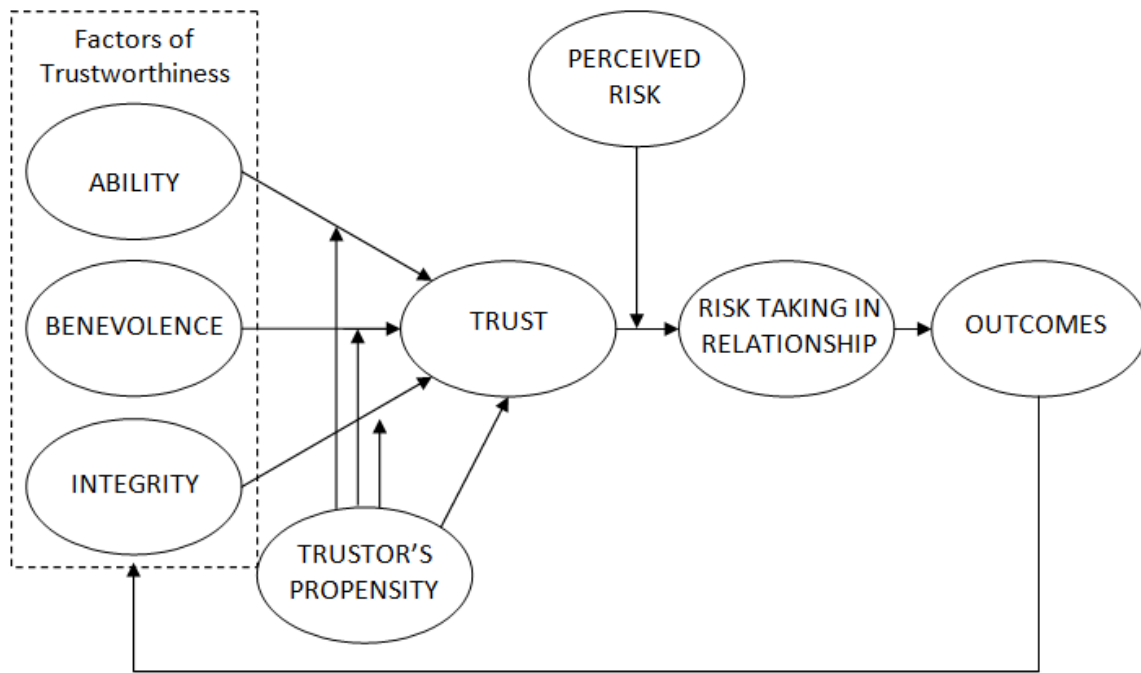 Factors of
Trustworthiness
ABILITY
BENEVOLENCE
INTEGRITY
TRUSTOR’S
PROPENSITY
TRUST
PERCEIVED
RISK
RISK TAKING IN
RELATIONSHIP
OUTCOMES